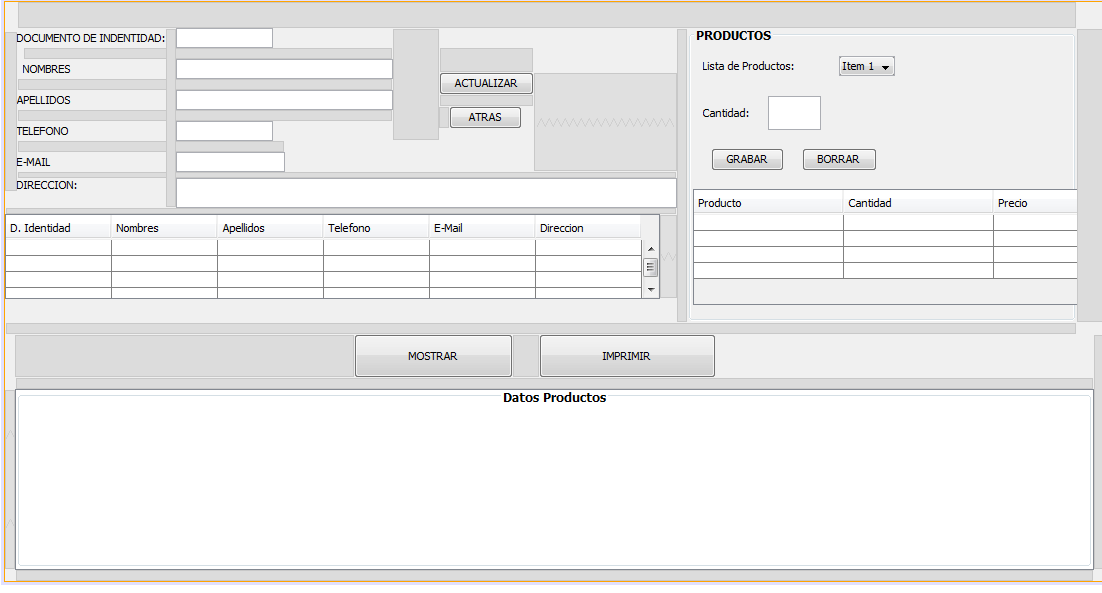 DOCUMENTO DE INDENTIDAD:
NOMBRES
APELLIDOS
TELEFONO
E-MAIL
DIRECCION:
ACTUALIZAR
ATRAS
PRODUCTOS
Lista de Productos: Item 1
Cantidad:
GRABAR BORRAR
Producto Cantidad Precio
D. Identidad Nombres Apellidos Telefono E-Mail Direccion
MOSTRAR IMPRIMIR
Datos Productos